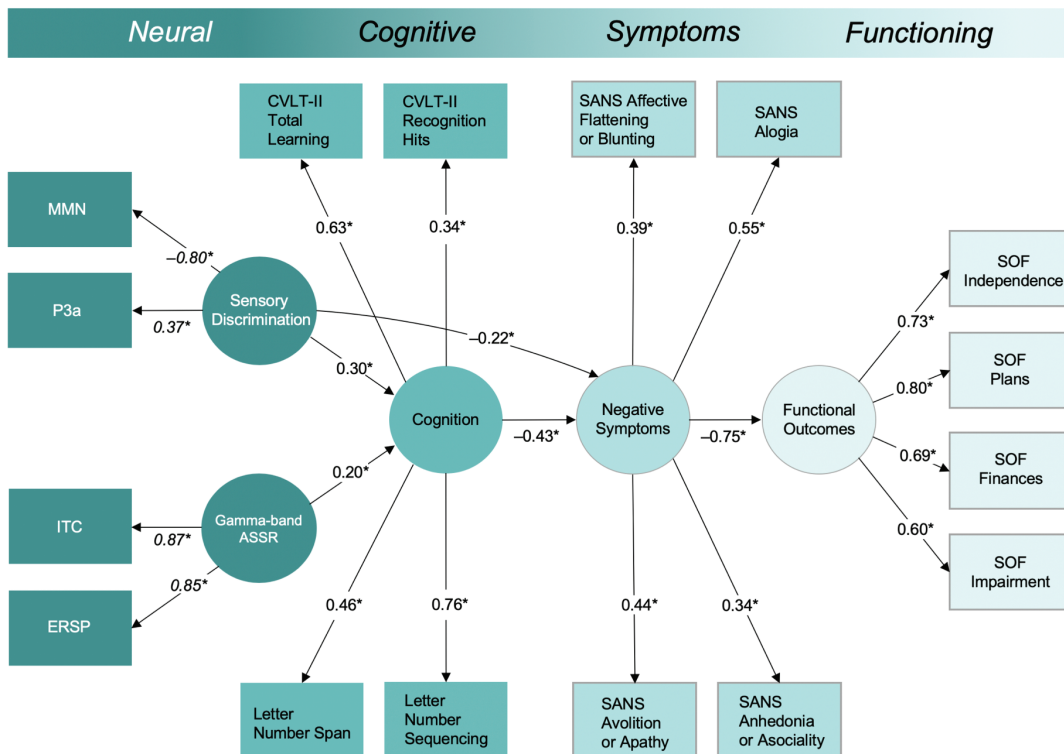 Neural Cognitive Symptoms Functioning
CVLT-II
Total
Learning
CVLT-II
Recognition
Hits
SANS Affective
Flattening
or Blunting
SANS
Alogia
MMN
P3a
–0.80*
0.37*
Sensory
Discrimination
0.63*
0.34*
0.39*
0.55*
–0.22*
0.30*
SOF
Independence
0.73*
SOF
Plans
0.80*
Cognition
–0.43*
Negative
Symptoms
–0.75*
Functional
Outcomes
0.69*
SOF
Finances
0.60*
SOF
Impairment
0.20*
ITC
0.87*
Gamma-band
ASSR
0.85*
ERSP
0.46*
0.76*
0.44*
0.34*
Letter
Number Span
Letter
Number
Sequencing
SANS
Avolition
or Apathy
SANS
Anhedonia
or Asociality